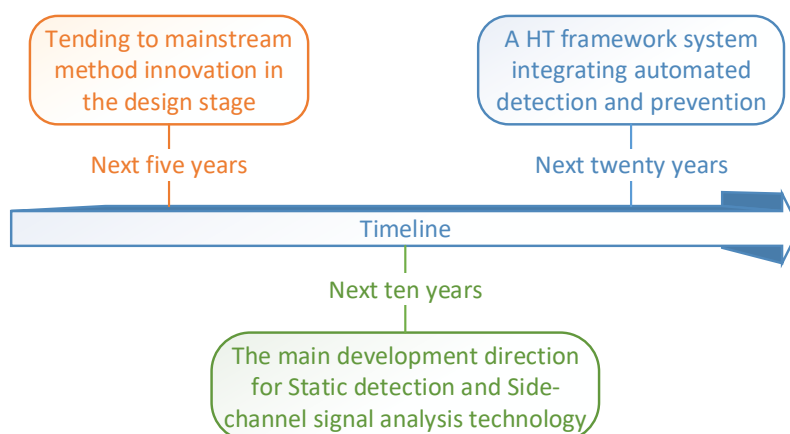 Tending to mainstream
method innovation in
the design stage
Next five years
A HT framework system
integrating automated
detection and prevention
Next twenty years
Timeline
Next ten years
The main development direction
for Static detection and Side-
channel signal analysis technology